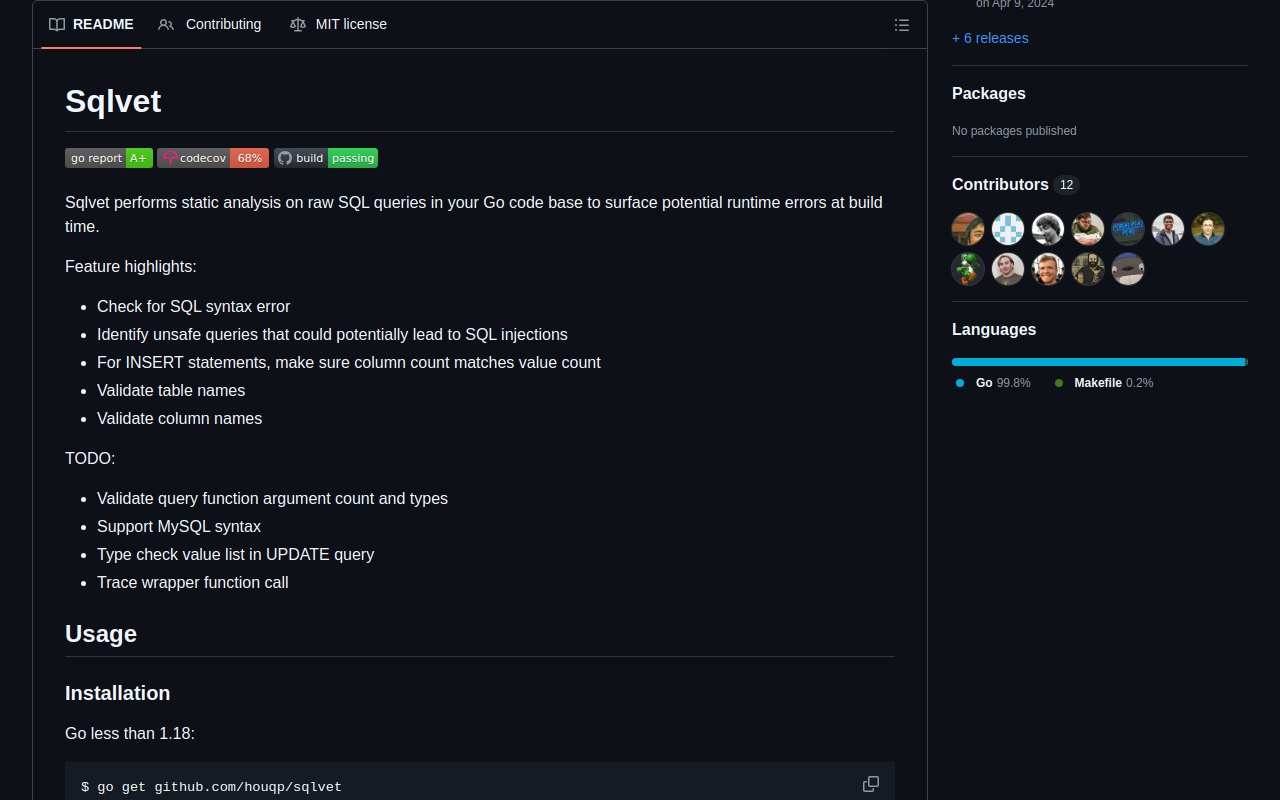 README
Contributing
MIT license
Sqlvet
go report A+
codecov 68%
build passing
Sqlvet performs static analysis on raw SQL queries in your Go code base to surface potential runtime errors at build
time.
Feature highlights:
Check for SQL syntax error
Identify unsafe queries that could potentially lead to SQL injections
For INSERT statements, make sure column count matches value count
Validate table names
Validate column names
TODO:
Validate query function argument count and types
Support MySQL syntax
Type check value list in UPDATE query
Trace wrapper function call
Usage
Installation
Go less than 1.18:
$ go get github.com/houqp/sqlvet
on Apr 9, 2024
+ 6 releases
Packages
No packages published
Contributors 12
Languages
Go 99.8%
Makefile 0.2%